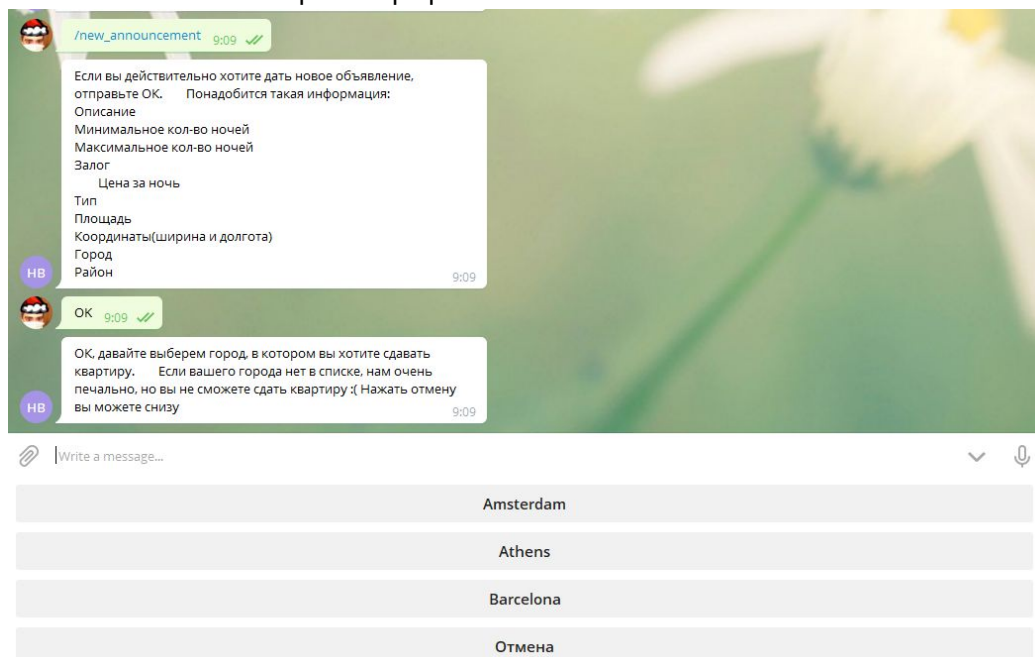 /new_announcement 9:09
Если вы действительно хотите дать новое объявление,
отправьте ОК. Понадобится такая информация:
Описание
Минимальное кол-во ночей
Максимальное кол-во ночей
Залог
Цена за ночь
Тип
Площадь
Координаты(ширина и долгота)
Город
НВ Район 9:09
ОК 9:09
ОК, давайте выберем город, в котором вы хотите сдавать
квартиру. Если вашего города нет в списке, нам очень
печально, но вы не сможете сдать квартиру :( Нажать отмену
НВ вы можете снизу 9:09
Write a message...
Amsterdam
Athens
Barcelona
Отмена